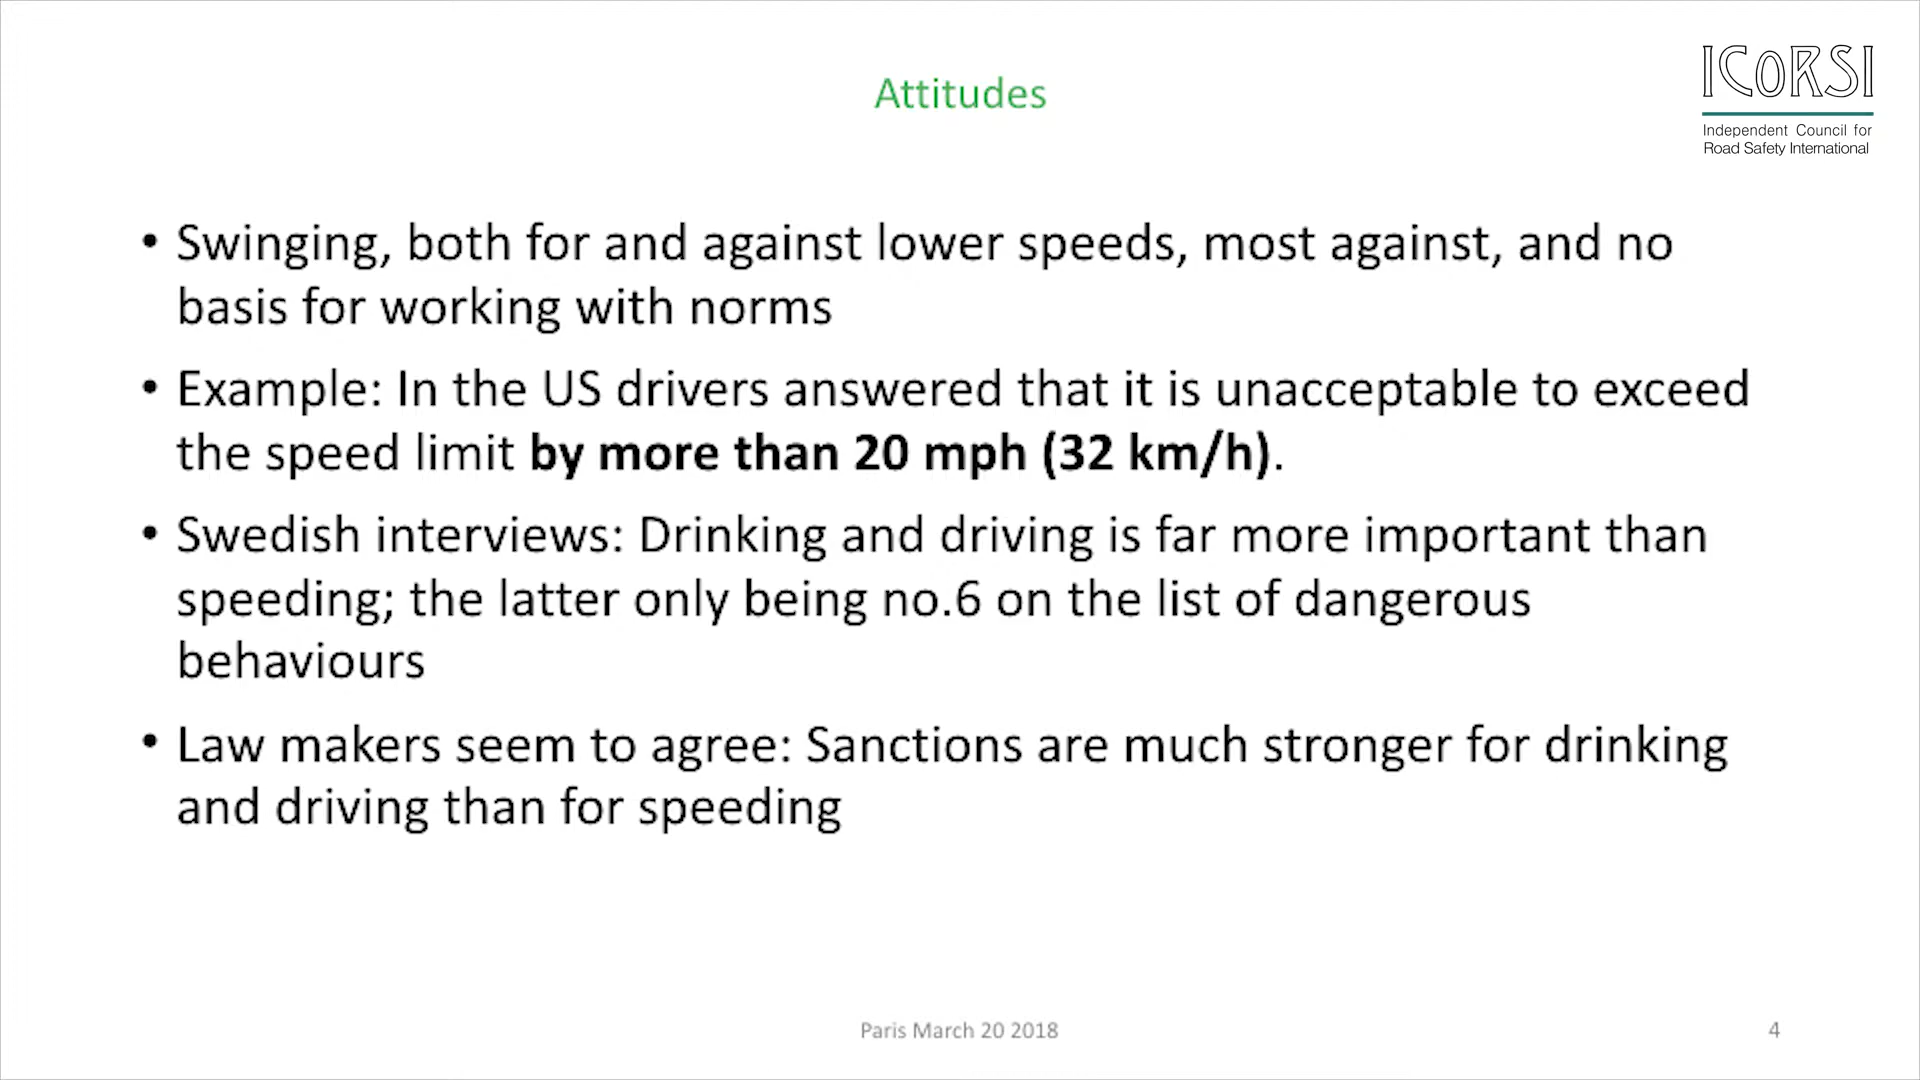 Attitudes
ICORSI
Independent Council for
Road Safety International
• Swinging, both for and against lower speeds, most against, and no
basis for working with norms
• Example: In the US drivers answered that it is unacceptable to exceed
the speed limit by more than 20 mph (32 km/h).
• Swedish interviews: Drinking and driving is far more important than
speeding; the latter only being no.6 on the list of dangerous
behaviours
• Law makers seem to agree: Sanctions are much stronger for drinking
and driving than for speeding
Paris March 20 2018
4